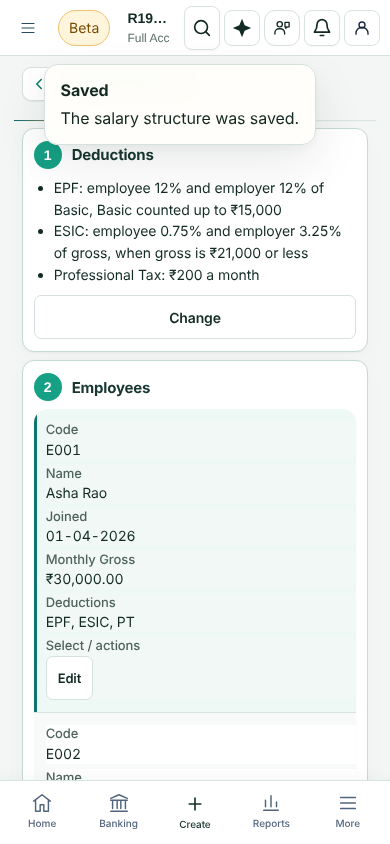 Beta
R19...
Full Acc
Saved
The salary structure was saved.
1 Deductions
• EPF: employee 12% and employer 12% of
Basic, Basic counted up to ₹15,000
• ESIC: employee 0.75% and employer 3.25%
of gross, when gross is ₹21,000 or less
• Professional Tax: ₹200 a month
Change
2 Employees
Code
E001
Name
Asha Rao
Joined
01-04-2026
Monthly Gross
₹30,000.00
Deductions
EPF, ESIC, PT
Select / actions
Edit
Code
E002
Name
Home Banking Create Reports More